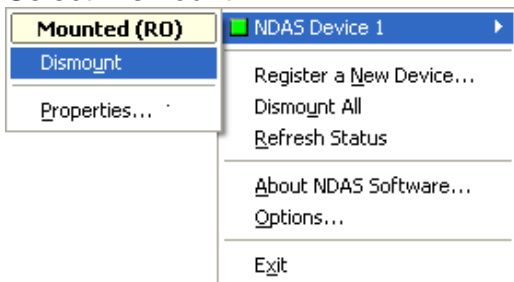 Mounted (RO)
Dismount
Properties...
NDAS Device 1
Register a New Device...
Dismount All
Refresh Status
About NDAS Software...
Options...
Exit